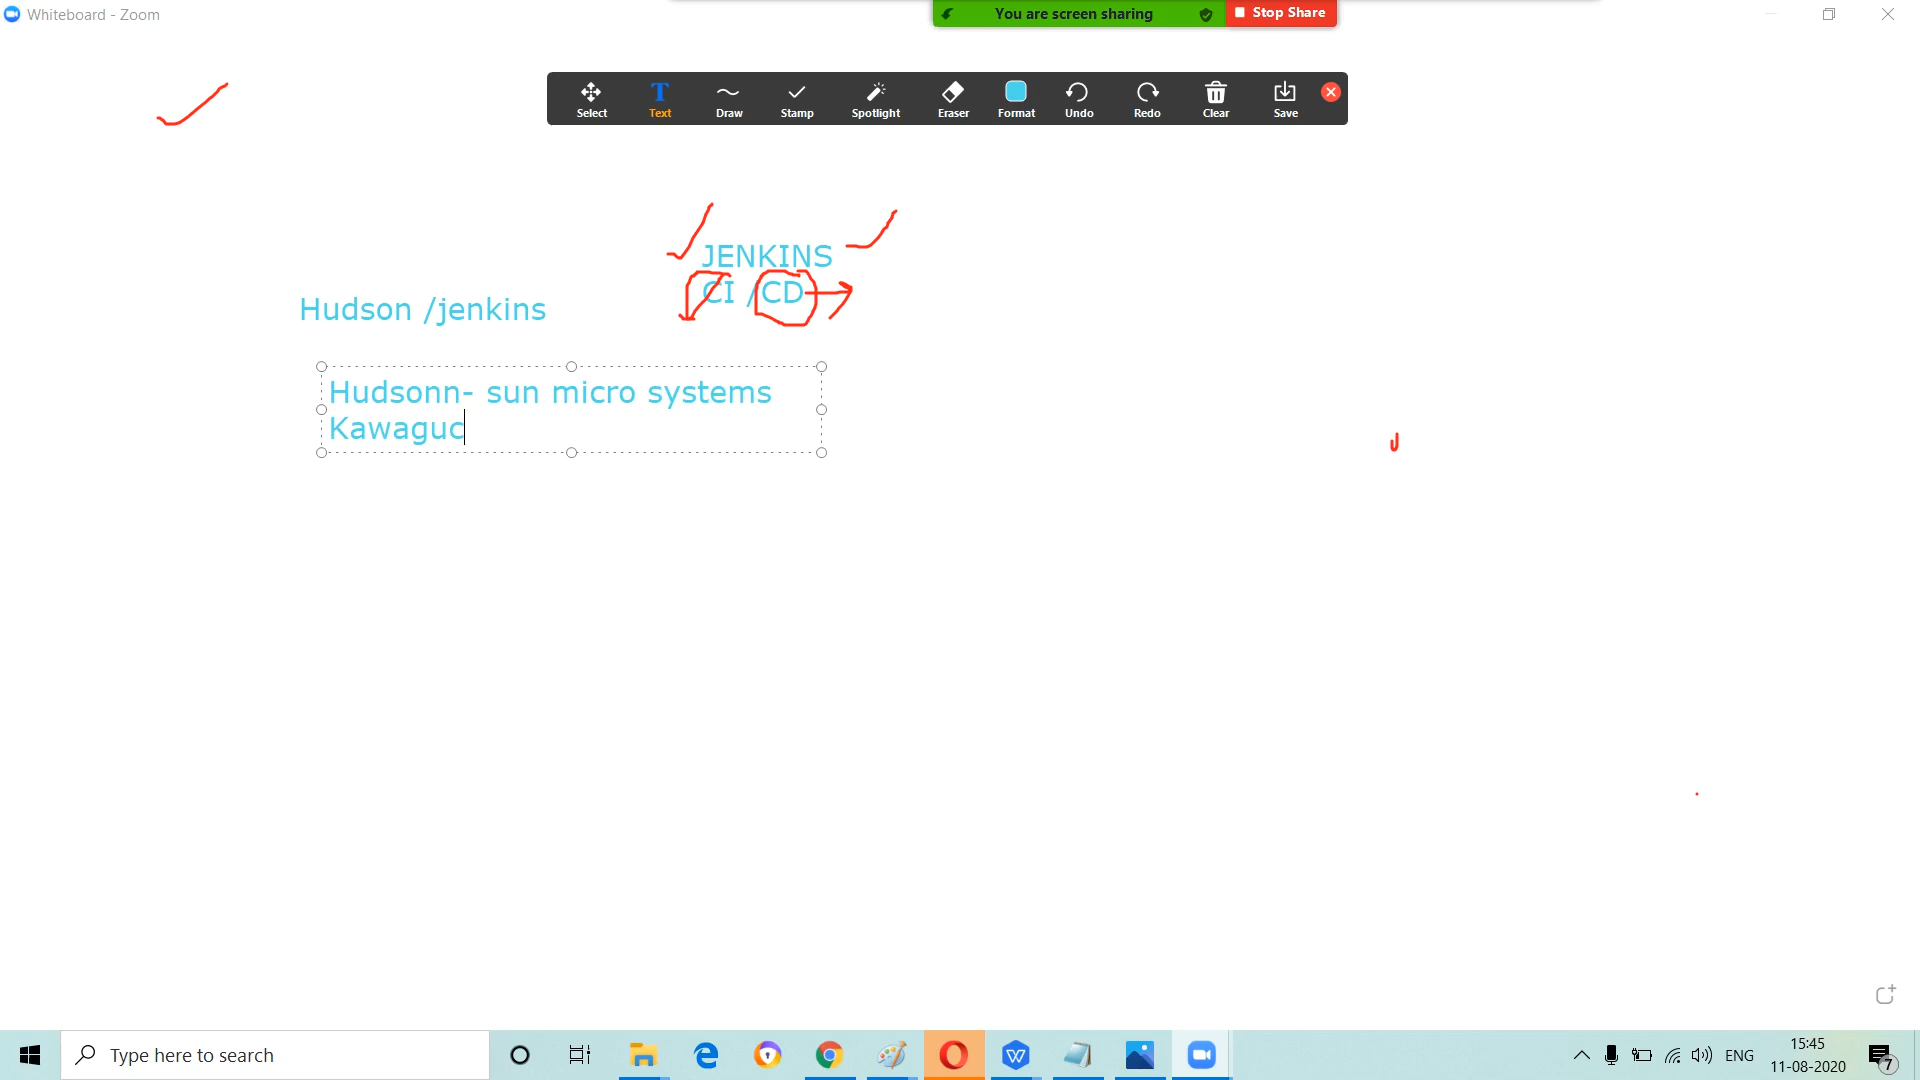 Whiteboard - Zoom
You are screen sharing
Stop Share
Select
Text
Draw
Stamp
Spotlight
Eraser
Format
Undo
Redo
Clear
Save
JENKINS
CI /CD
Hudson /jenkins
Hudsonn- sun micro systems
Kawaguc
Type here to search
ENG
15:45
11-08-2020
7